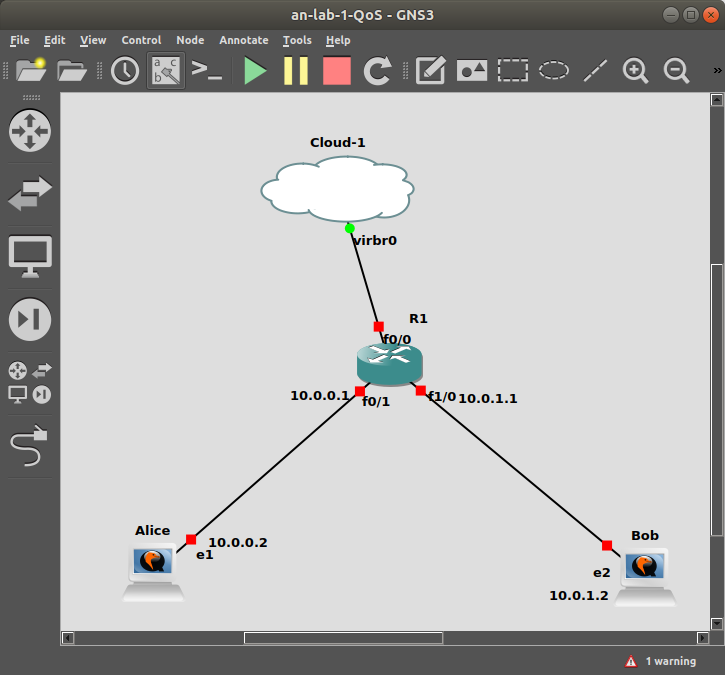 an-lab-1-QoS - GNS3
File Edit View Control Node Annotate Tools Help
a c
b
>_
»
Cloud-1
virbr0
R1
f0/0
10.0.0.1
f0/1
f1/0
10.0.1.1
Alice
10.0.0.2
e1
Bob
e2
10.0.1.2
1 warning